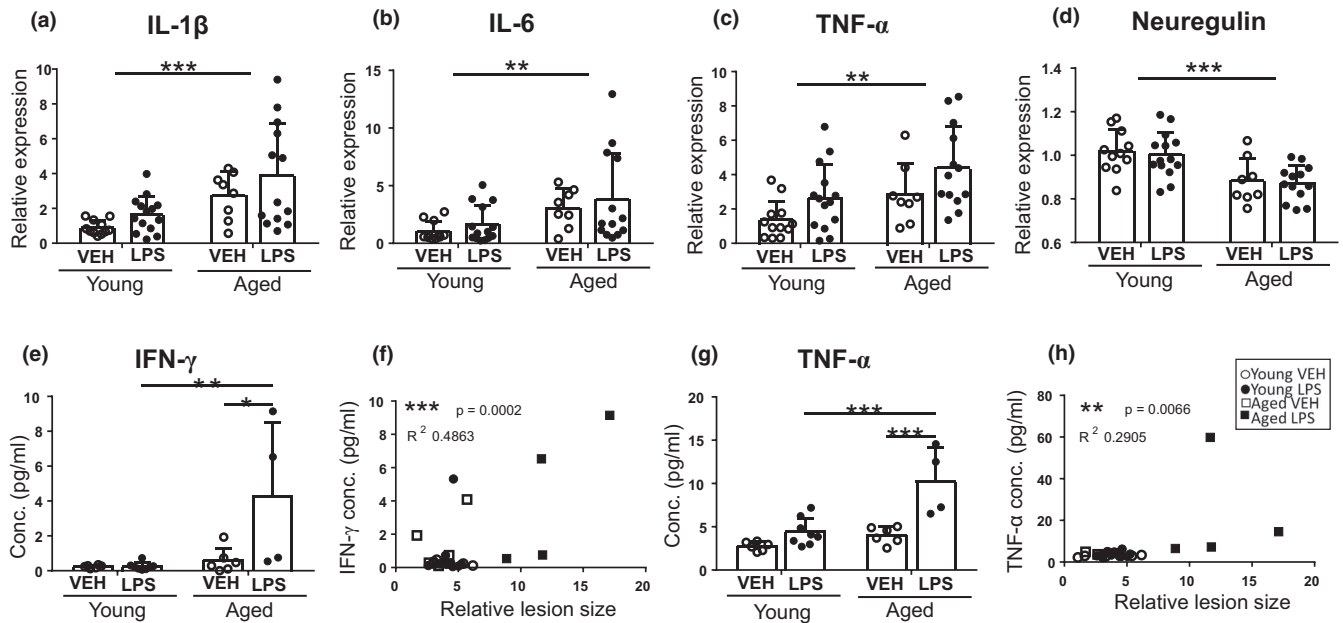 (a) IL-1β
***
Relative expression
10
8
6
4
2
0
VEH LPS VEH LPS
Young Aged
(b) IL-6
**
Relative expression
15
10
5
0
VEH LPS VEH LPS
Young Aged
(c) TNF-α
**
Relative expression
10
8
6
4
2
0
VEH LPS VEH LPS
Young Aged
(d) Neuregulin
***
Relative expression
1.4
1.2
1.0
0.8
0.6
VEH LPS VEH LPS
Young Aged
(e) IFN-γ
**
*
Conc. (pg/ml)
10
8
6
4
2
0
VEH LPS VEH LPS
Young Aged
(f)
*** p = 0.0002
R² 0.4863
IFN-γ conc. (pg/ml)
10
8
6
4
2
0
0 5 10 15 20
Relative lesion size
(g) TNF-α
***
***
Conc. (pg/ml)
20
15
10
5
0
VEH LPS VEH LPS
Young Aged
(h)
Young VEH
Young LPS
Aged VEH
Aged LPS
** p = 0.0066
R² 0.2905
TNF-α conc. (pg/ml)
80
60
40
20
0
0 5 10 15 20
Relative lesion size